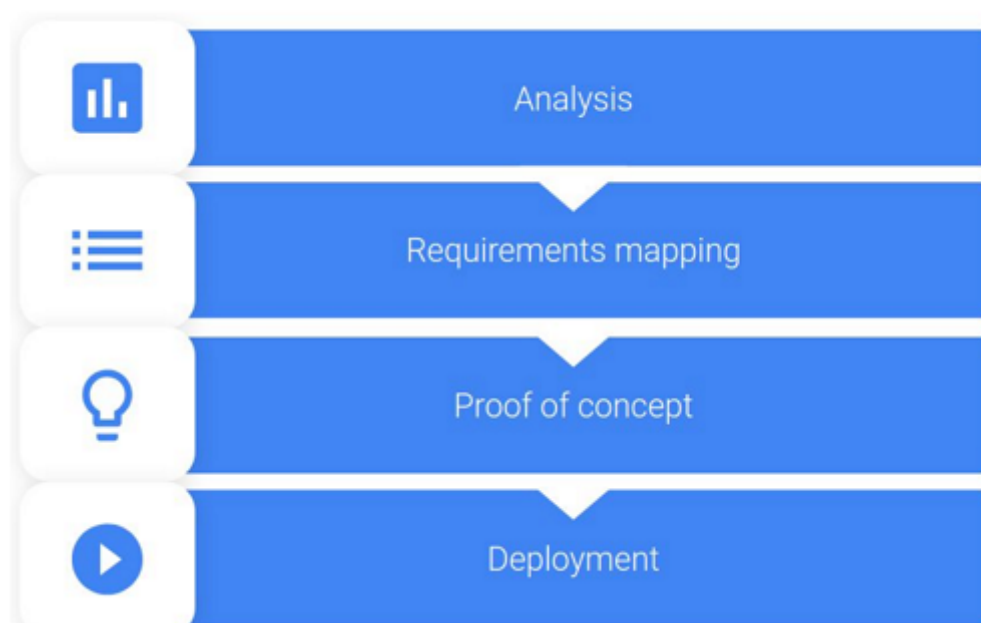 Analysis
Requirements mapping
Proof of concept
Deployment